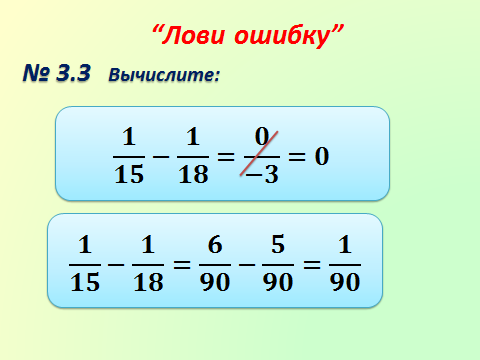 “Лови ошибку”
№ 3.3 Вычислите:
1/15 − 1/18 = 0/−3 = 0
1/15 − 1/18 = 6/90 − 5/90 = 1/90